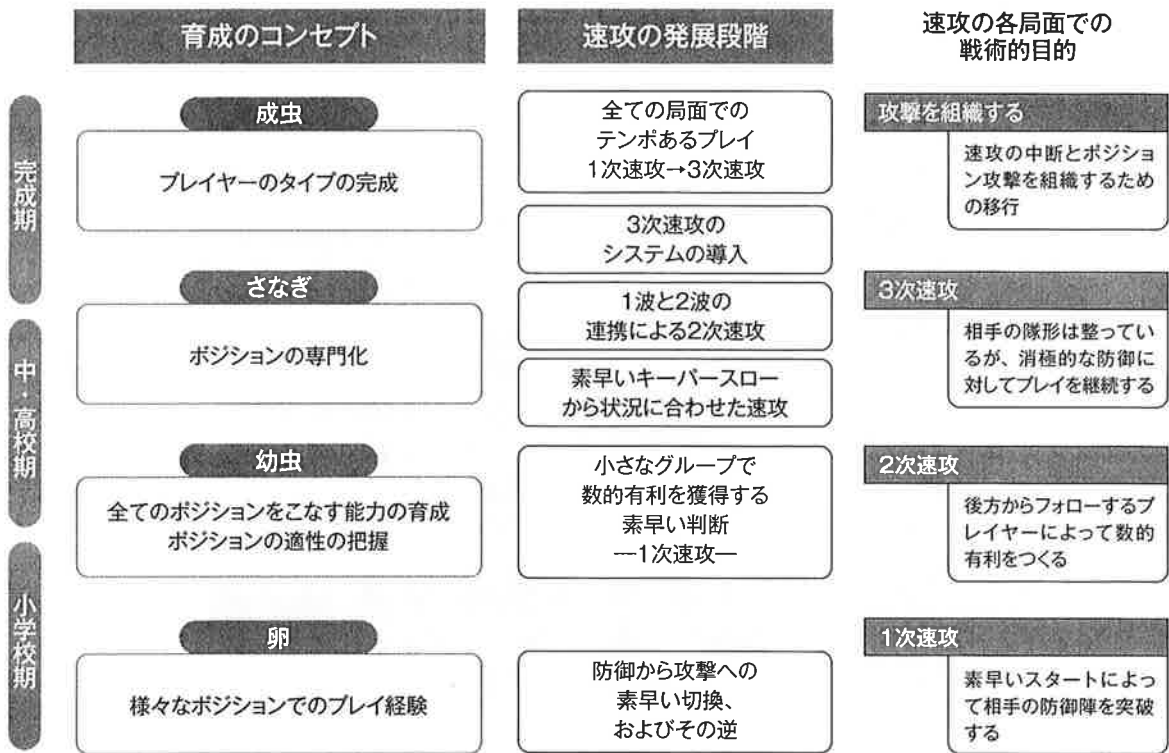 育成のコンセプト
速攻の発展段階
速攻の各局面での
戦術的目的
完成期
中・高校期
小学校期
成虫
プレイヤーのタイプの完成
さなぎ
ポジションの専門化
幼虫
全てのポジションをこなす能力の育成
ポジションの適性の把握
卵
様々なポジションでのプレイ経験
全ての局面での
テンポあるプレイ
1次速攻→3次速攻
3次速攻の
システムの導入
1波と2波の
連携による2次速攻
素早いキーパースロー
から状況に合わせた速攻
小さなグループで
数的有利を獲得する
素早い判断
―1次速攻―
防御から攻撃への
素早い切換、
およびその逆
攻撃を組織する
速攻の中断とポジショ
ン攻撃を組織するため
の移行
3次速攻
相手の隊形は整ってい
るが、消極的な防御に
対してプレイを継続する
2次速攻
後方からフォローするプ
レイヤーによって数的
有利をつくる
1次速攻
素早いスタートによっ
て相手の防御陣を突破
する